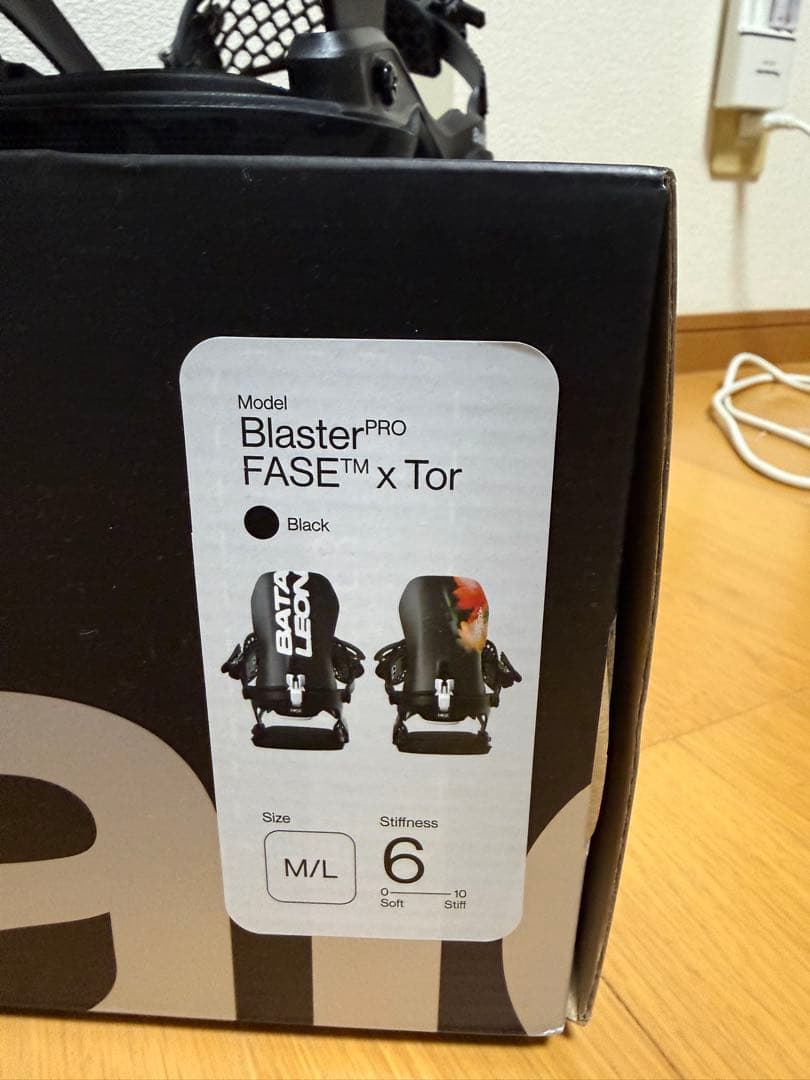 Model
BlasterPRO
FASE™ x Tor
Black
BATA
LEON
Size
Stiffness
M/L
6
0 10
Soft Stiff